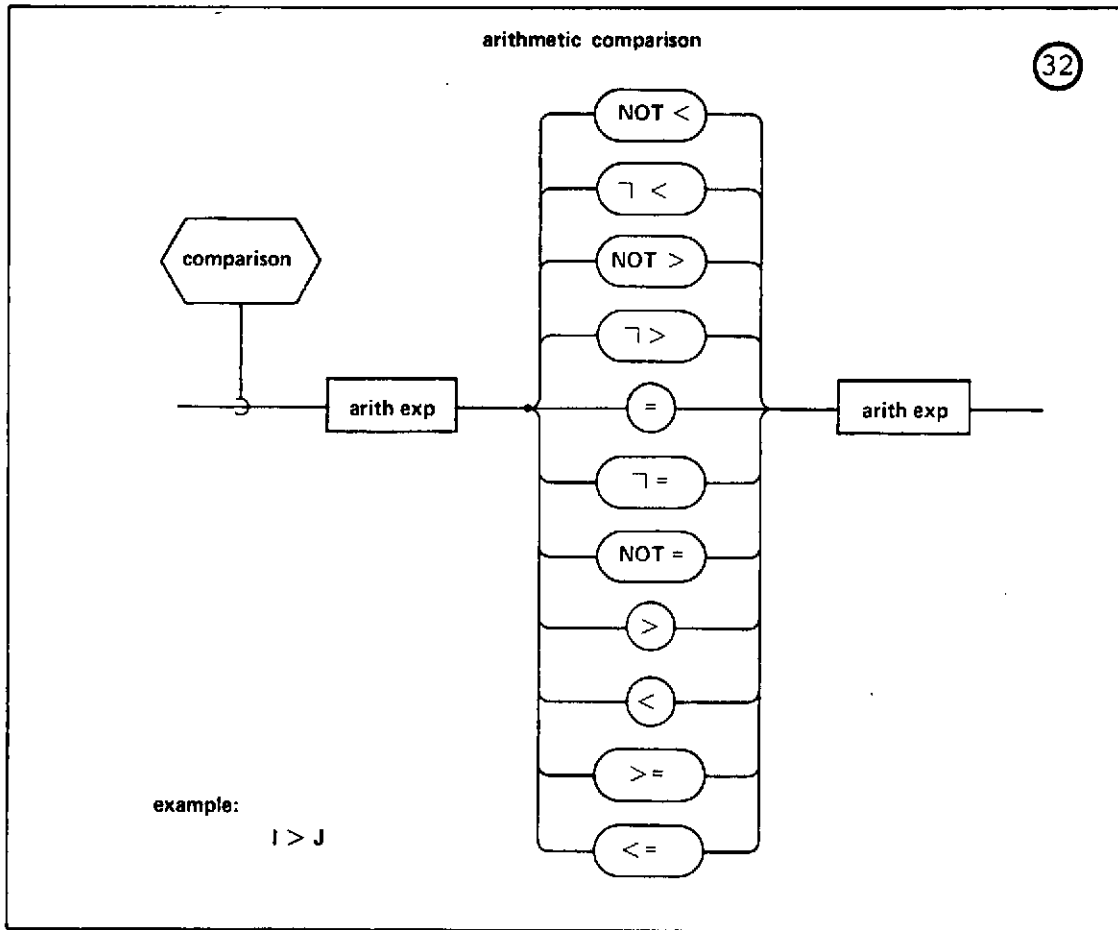 arithmetic comparison
32
NOT <
¬ <
NOT >
comparison
¬ >
arith exp
=
arith exp
¬ =
NOT =
>
<
> =
< =
example:
I > J